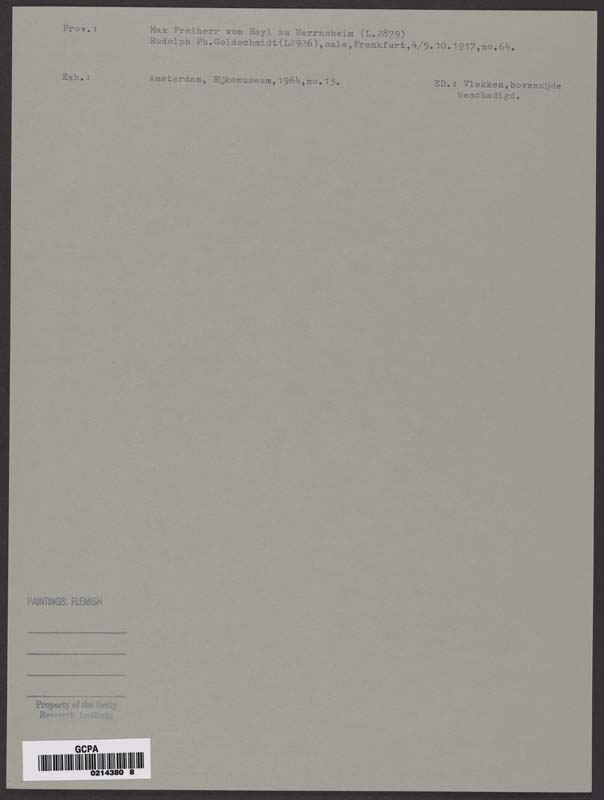 Prov.: Max Freiherr von Heyl zu Herrnsheim (L.2879)
Rudolph Ph.Goldschmidt(L2926),sale,Frankfurt,4/5.10.1917,no.64.
Exh.: Amsterdam, Rijksmuseum,1964,no.13.
ED.: Vlekken,bovenzijde
beschadigd.
PAINTINGS: FLEMISH
Property of the Getty
Research Institute
GCPA
0214380 8